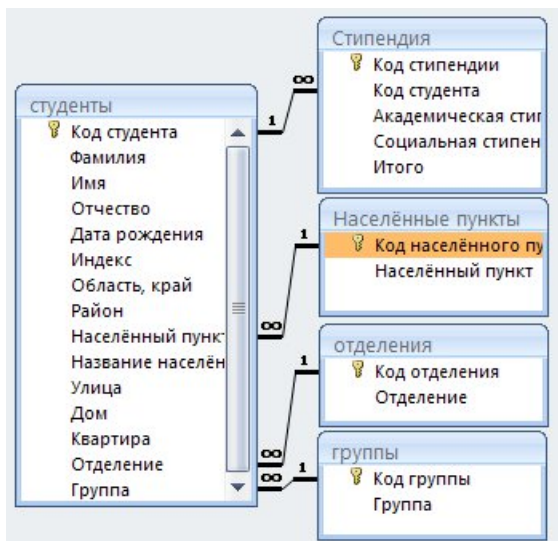 студенты
Код студента
Фамилия
Имя
Отчество
Дата рождения
Индекс
Область, край
Район
Населённый пункт
Название населён
Улица
Дом
Квартира
Отделение
Группа
1
∞
1
∞
1
∞
1
∞
Стипендия
Код стипендии
Код студента
Академическая стип
Социальная стипен
Итого
Населённые пункты
Код населённого пу
Населённый пункт
отделения
Код отделения
Отделение
группы
Код группы
Группа